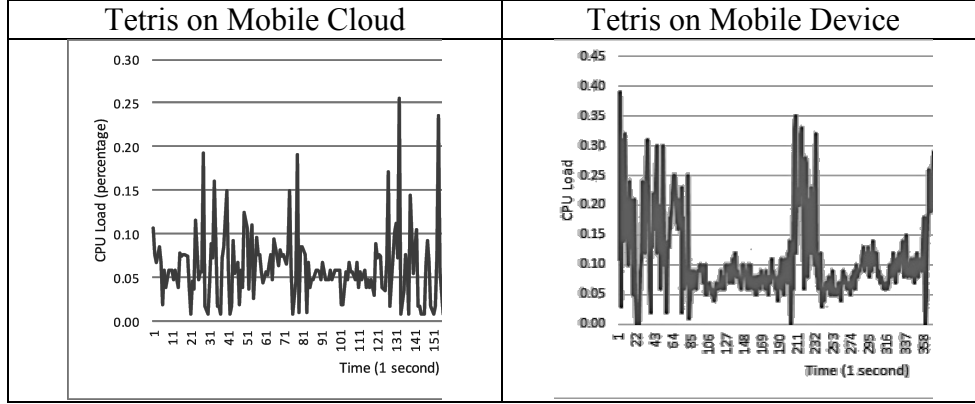 Tetris on Mobile Cloud
Tetris on Mobile Device
0.30
0.25
0.20
0.15
0.10
0.05
0.00
CPU Load (percentage)
1 11 21 31 41 51 61 71 81 91 101 111 121 131 141 151
Time (1 second)
0.45
0.40
0.35
0.30
0.25
0.20
0.15
0.10
0.05
0.00
CPU Load
1 22 43 64 85 106 127 148 169 190 211 232 253 274 295 316 337 358
Time (1 second)